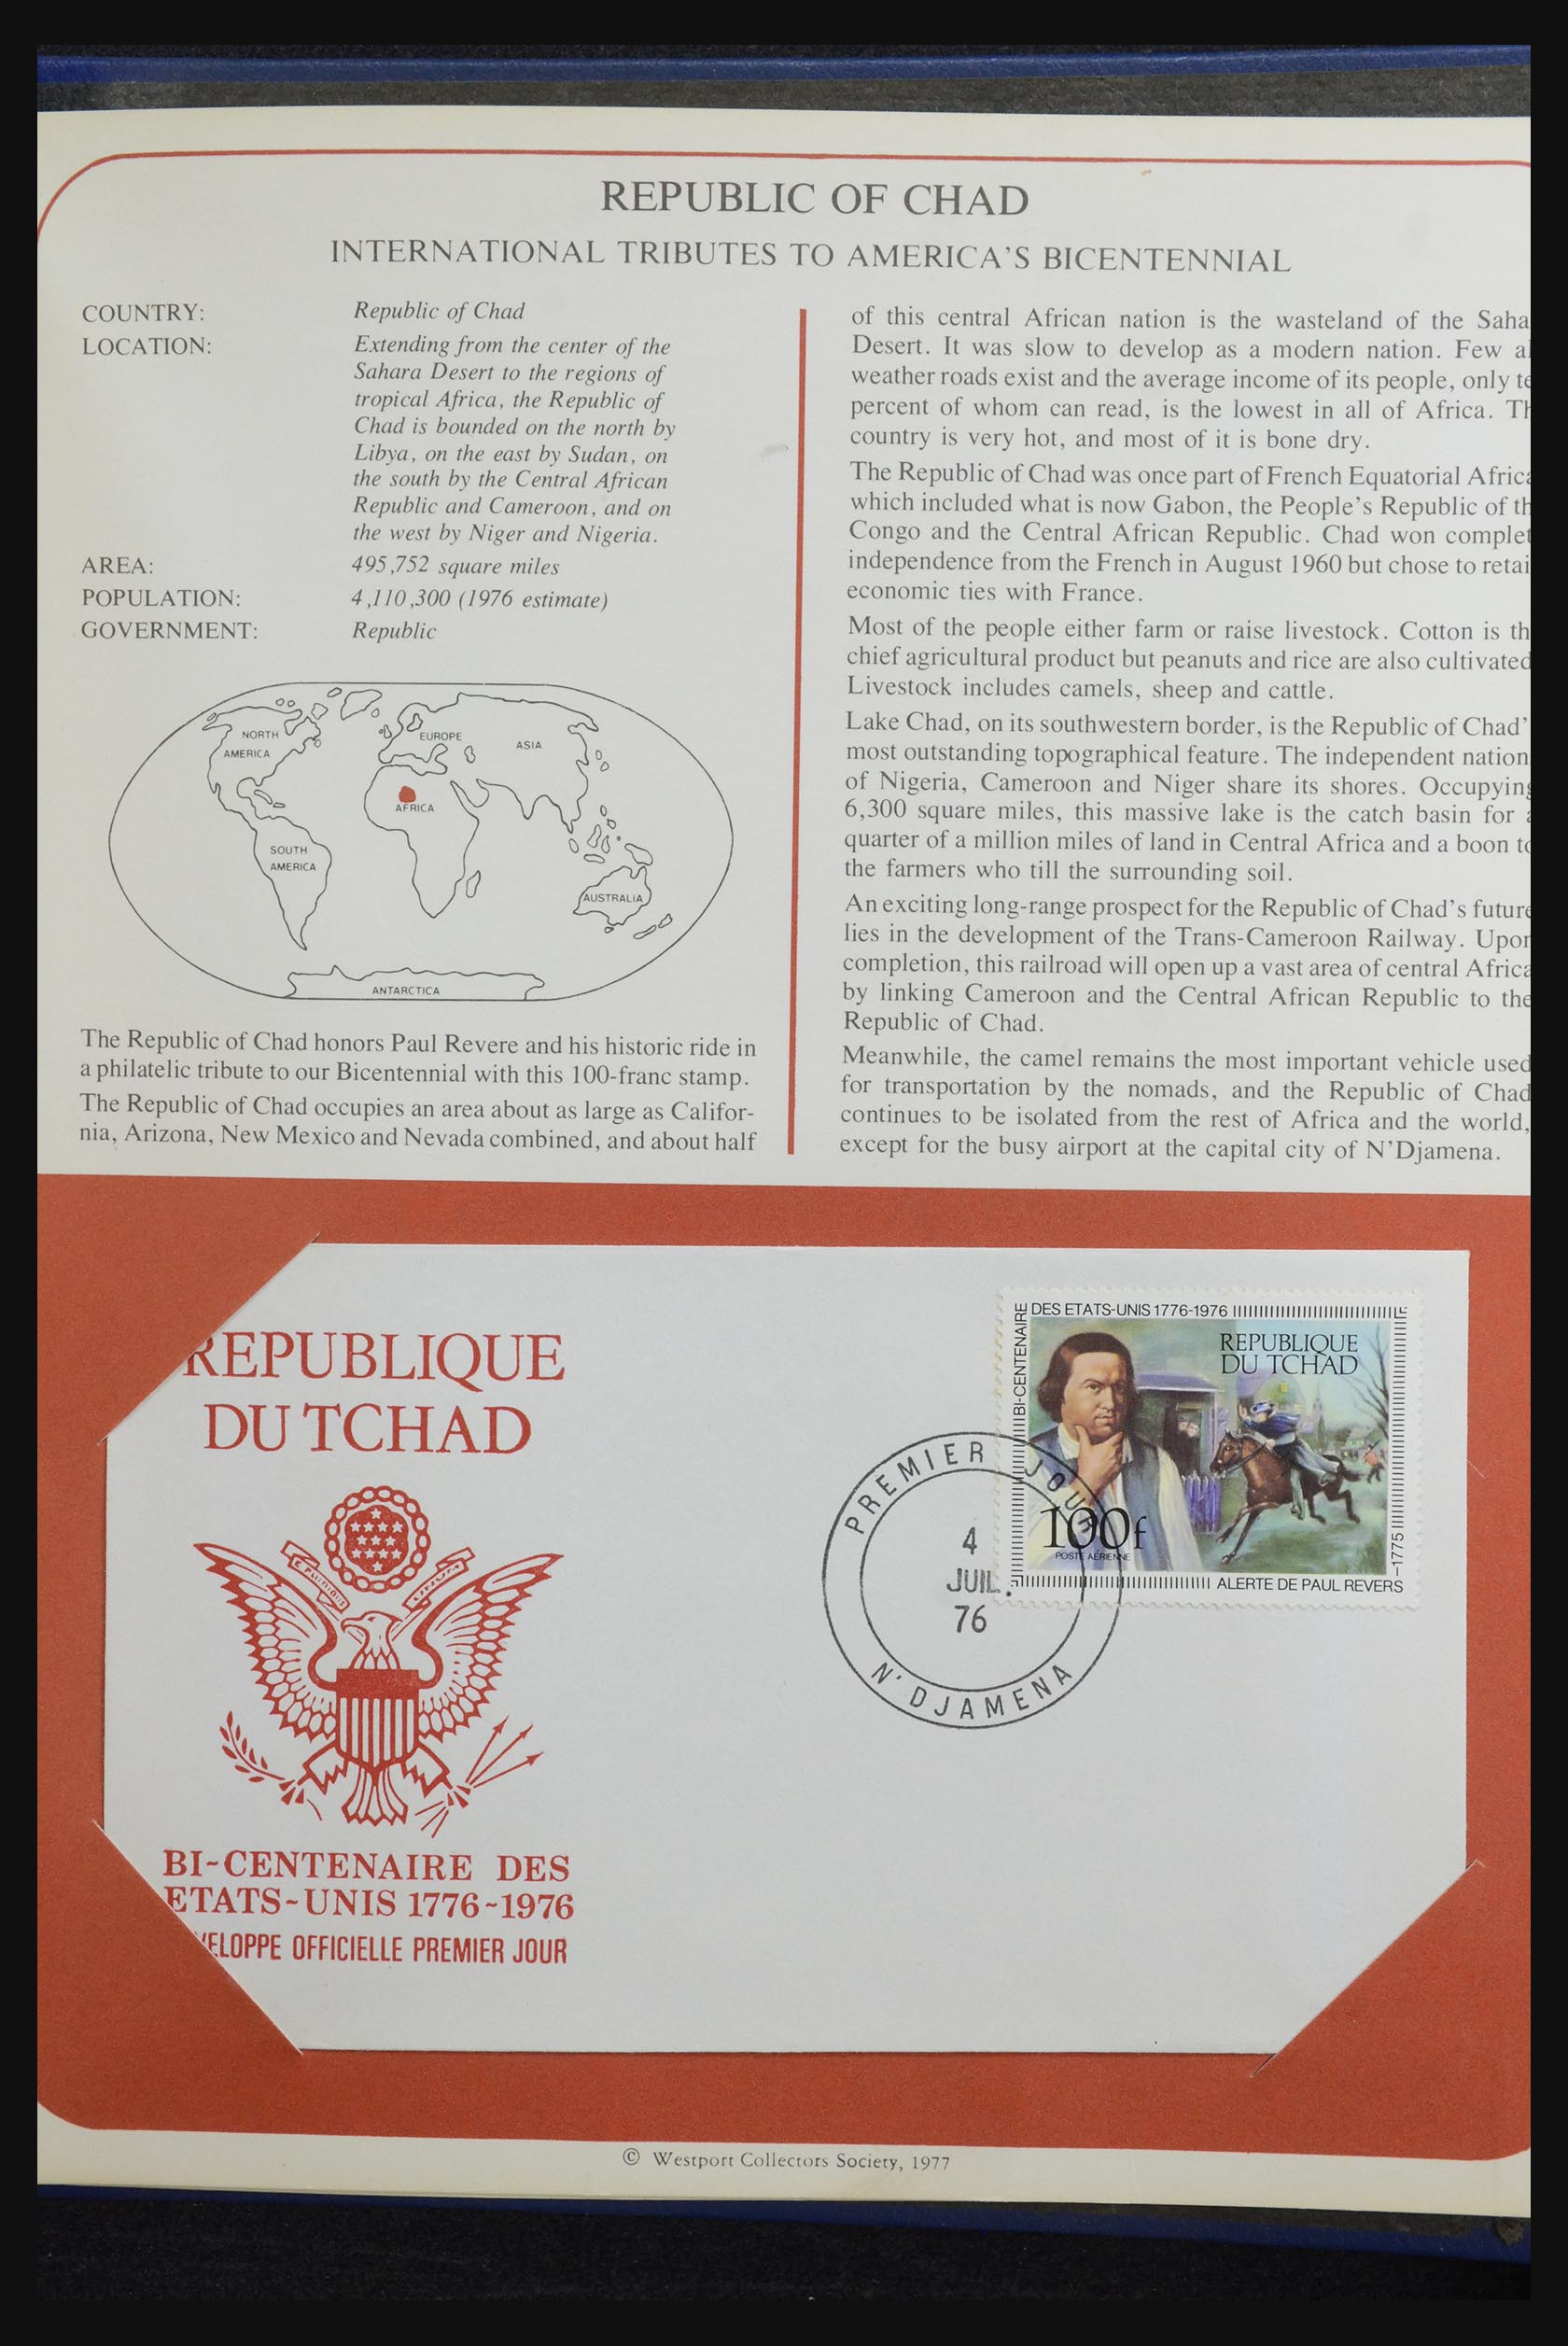 REPUBLIC OF CHAD
INTERNATIONAL TRIBUTES TO AMERICA'S BICENTENNIAL
COUNTRY: Republic of Chad
LOCATION: Extending from the center of the
Sahara Desert to the regions of
tropical Africa, the Republic of
Chad is bounded on the north by
Libya, on the east by Sudan, on
the south by the Central African
Republic and Cameroon, and on
the west by Niger and Nigeria.
AREA: 495,752 square miles
POPULATION: 4,110,300 (1976 estimate)
GOVERNMENT: Republic
NORTH
AMERICA
EUROPE
ASIA
AFRICA
SOUTH
AMERICA
AUSTRALIA
ANTARCTICA
The Republic of Chad honors Paul Revere and his historic ride in
a philatelic tribute to our Bicentennial with this 100-franc stamp.
The Republic of Chad occupies an area about as large as Califor-
nia, Arizona, New Mexico and Nevada combined, and about half
of this central African nation is the wasteland of the Saha
Desert. It was slow to develop as a modern nation. Few al
weather roads exist and the average income of its people, only te
percent of whom can read, is the lowest in all of Africa. Th
country is very hot, and most of it is bone dry.
The Republic of Chad was once part of French Equatorial Africa
which included what is now Gabon, the People's Republic of th
Congo and the Central African Republic. Chad won complet
independence from the French in August 1960 but chose to retai
economic ties with France.
Most of the people either farm or raise livestock. Cotton is th
chief agricultural product but peanuts and rice are also cultivated
Livestock includes camels, sheep and cattle.
Lake Chad, on its southwestern border, is the Republic of Chad'
most outstanding topographical feature. The independent nation
of Nigeria, Cameroon and Niger share its shores. Occupying
6,300 square miles, this massive lake is the catch basin for a
quarter of a million miles of land in Central Africa and a boon to
the farmers who till the surrounding soil.
An exciting long-range prospect for the Republic of Chad's future
lies in the development of the Trans-Cameroon Railway. Upon
completion, this railroad will open up a vast area of central Africa
by linking Cameroon and the Central African Republic to the
Republic of Chad.
Meanwhile, the camel remains the most important vehicle used
for transportation by the nomads, and the Republic of Chad
continues to be isolated from the rest of Africa and the world,
except for the busy airport at the capital city of N'Djamena.
REPUBLIQUE
DU TCHAD
E PLURIBUS
UNUM
BI-CENTENAIRE DES
ETATS-UNIS 1776-1976
VELOPPE OFFICIELLE PREMIER JOUR
PREMIER JOUR
4
JUIL.
76
N'DJAMENA
BI-CENTENAIRE DES ETATS-UNIS 1776-1976
REPUBLIQUE
DU TCHAD
100f
POSTE AÉRIENNE
ALERTE DE PAUL REVERS -1775
© Westport Collectors Society, 1977